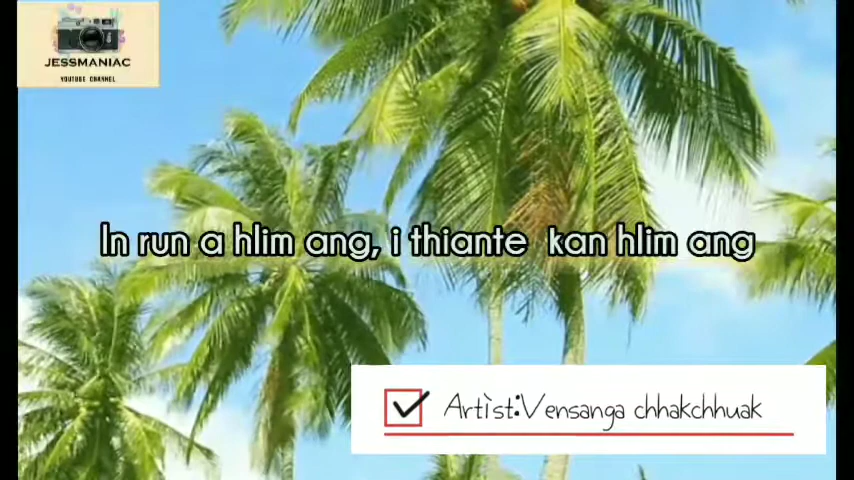 JESSMANIAC
YOUTUBE CHANNEL
In run a hlim ang, i thiante kan hlim ang
Artist:Vensanga chhakchhuak